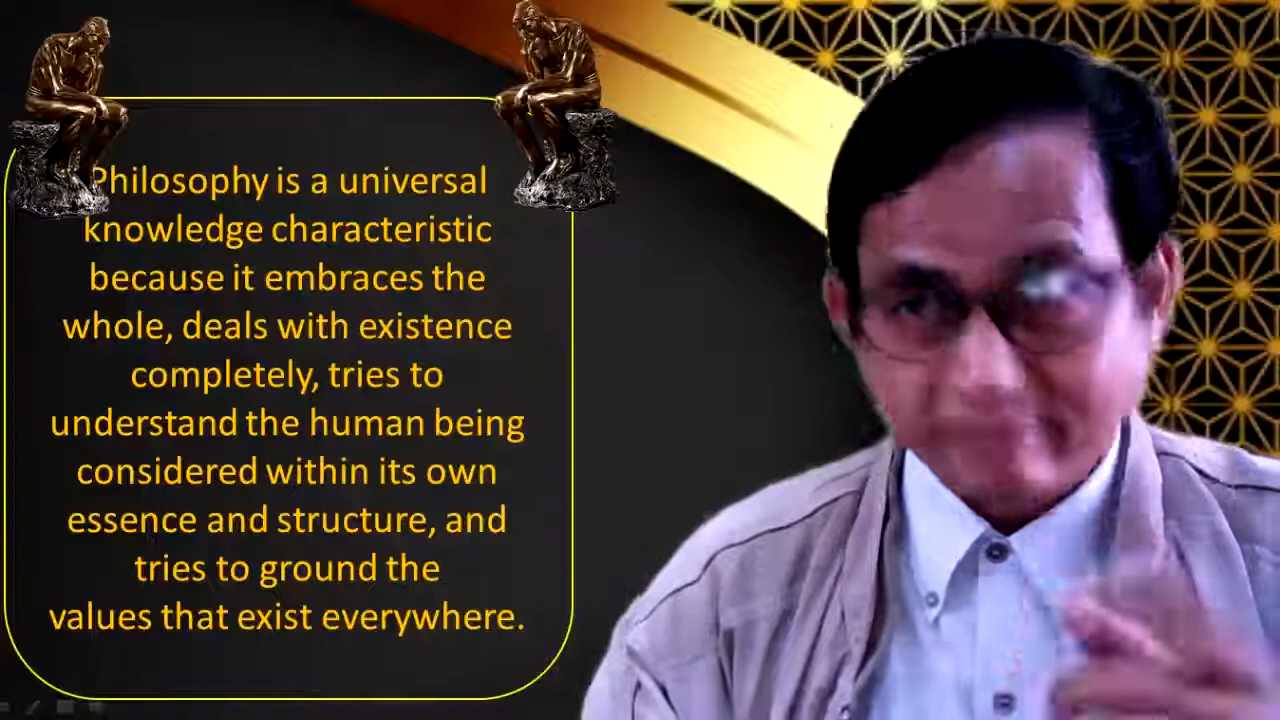 Philosophy is a universal
knowledge characteristic
because it embraces the
whole, deals with existence
completely, tries to
understand the human being
considered within its own
essence and structure, and
tries to ground the
values that exist everywhere.